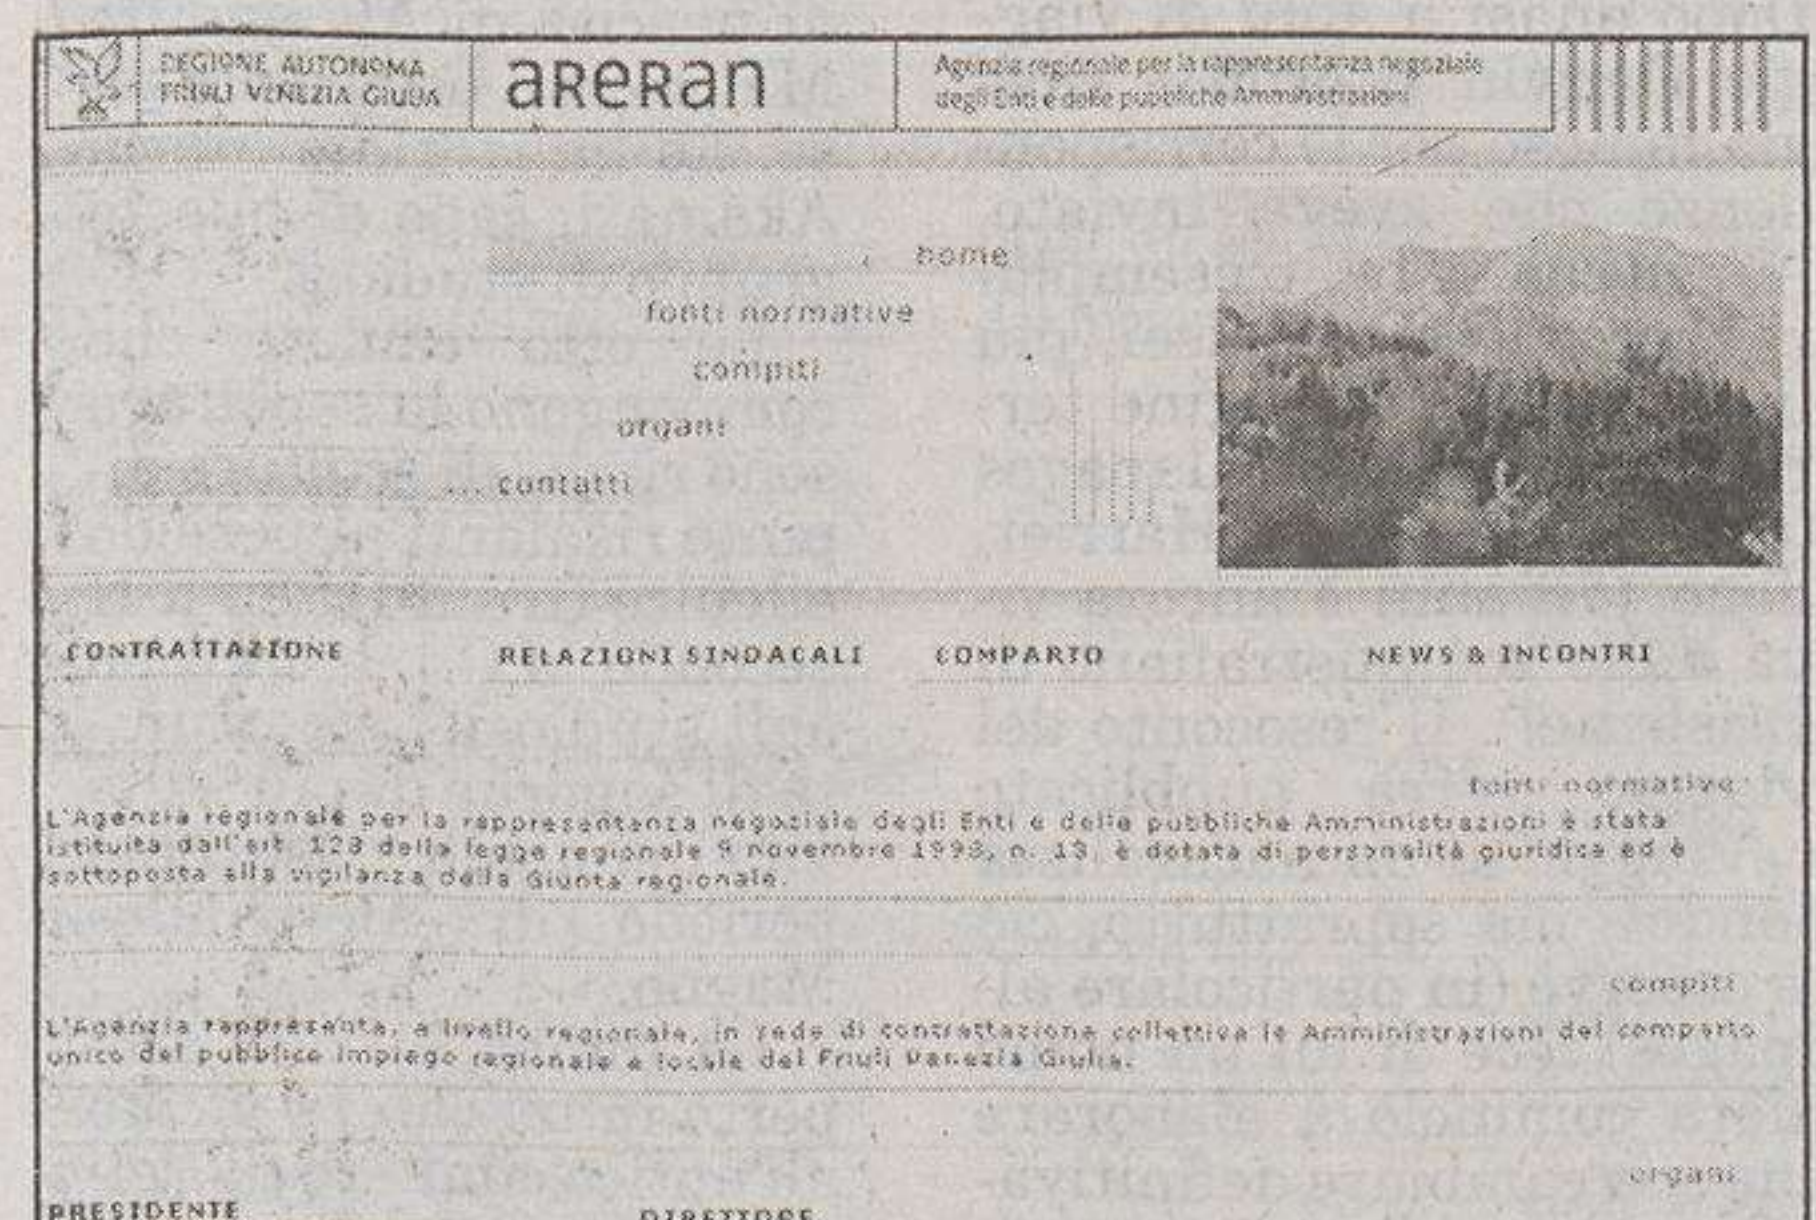 REGIONE AUTONOMA
FRIULI VENEZIA GIULIA
aReRan
Agenzia regionale per la rappresentanza negoziale
degli Enti e delle pubbliche Amministrazioni
home
fonti normative
compiti
organi
... contatti
CONTRATTAZIONE RELAZIONI SINDACALI COMPARTO NEWS & INCONTRI
fonti normative
L'Agenzia regionale per la rappresentanza negoziale degli Enti e delle pubbliche Amministrazioni è stata
istituita dall'art. 128 della legge regionale 9 novembre 1998, n. 13, è dotata di personalità giuridica ed è
sottoposta alla vigilanza della Giunta regionale.
compiti
L'Agenzia rappresenta, a livello regionale, in sede di contrattazione collettiva le Amministrazioni del comparto
unico del pubblico impiego regionale e locale del Friuli Venezia Giulia.
organi
PRESIDENTE DIRETTORE